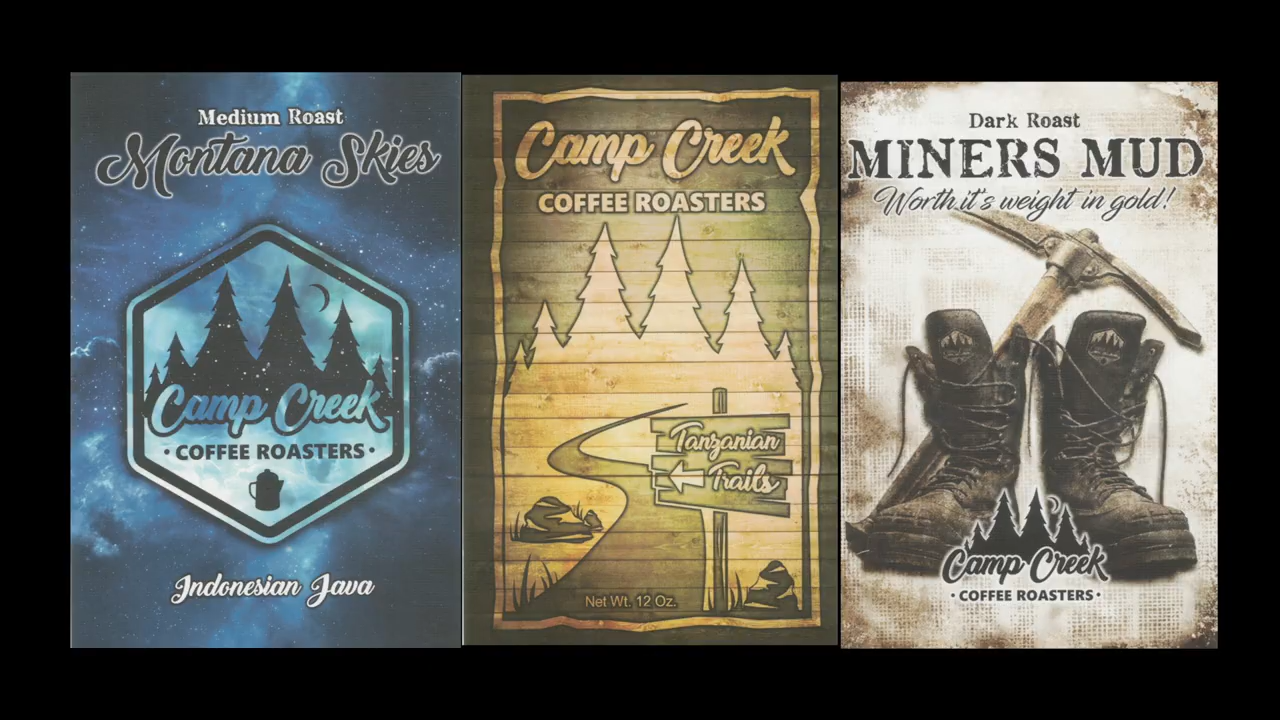 Medium Roast
Montana Skies
Camp Creek
· COFFEE ROASTERS ·
Indonesian Java
Camp Creek
COFFEE ROASTERS
Tanzanian
Trails
Net Wt. 12 Oz.
Dark Roast
MINERS MUD
Worth it's weight in gold!
Camp Creek
· COFFEE ROASTERS ·